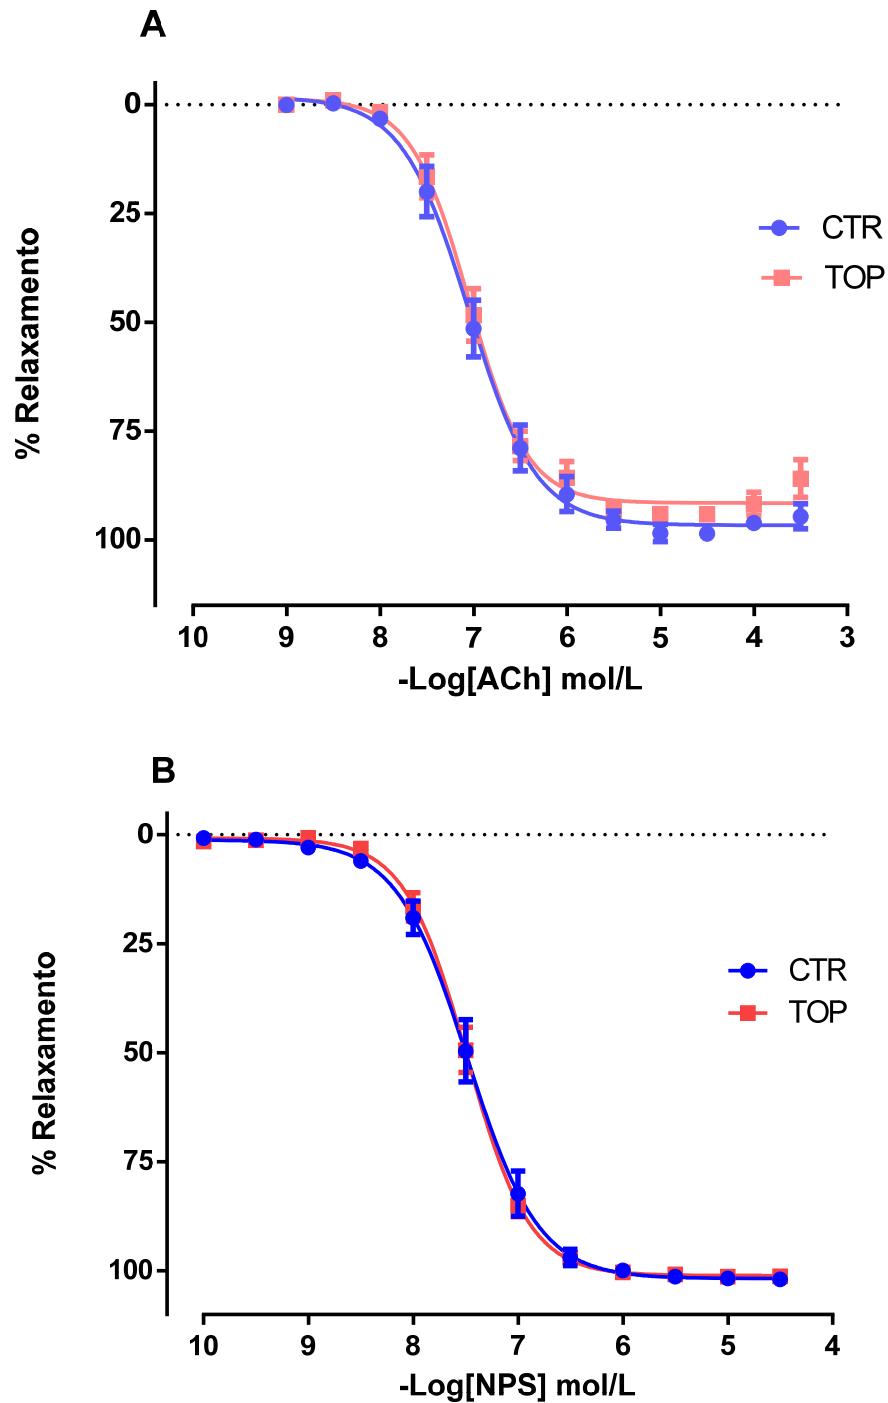 A
0
25
50
75
100
% Relaxamento
CTR
TOP
10 9 8 7 6 5 4 3
-Log[ACh] mol/L
B
0
25
50
75
100
% Relaxamento
CTR
TOP
10 9 8 7 6 5 4
-Log[NPS] mol/L